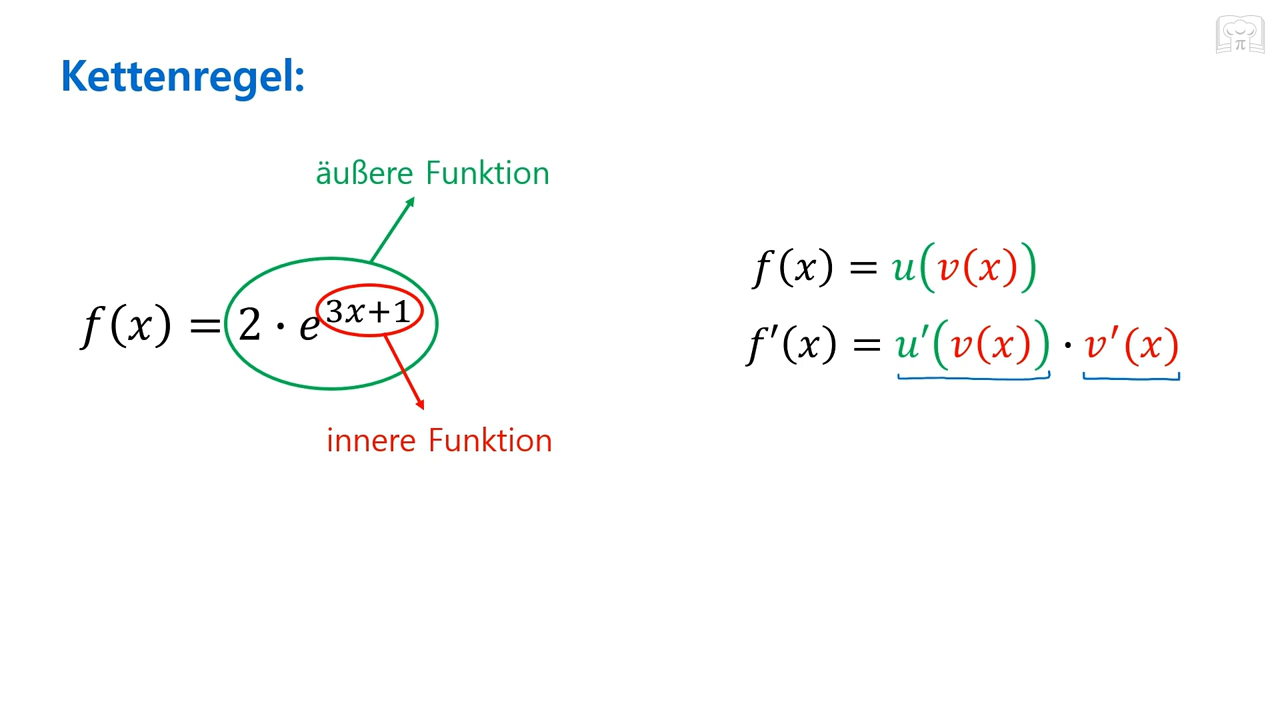 Kettenregel:
äußere Funktion
f(x) = 2 · e^{3x+1}
innere Funktion
f(x) = u(v(x))
f′(x) = u′(v(x)) · v′(x)
π